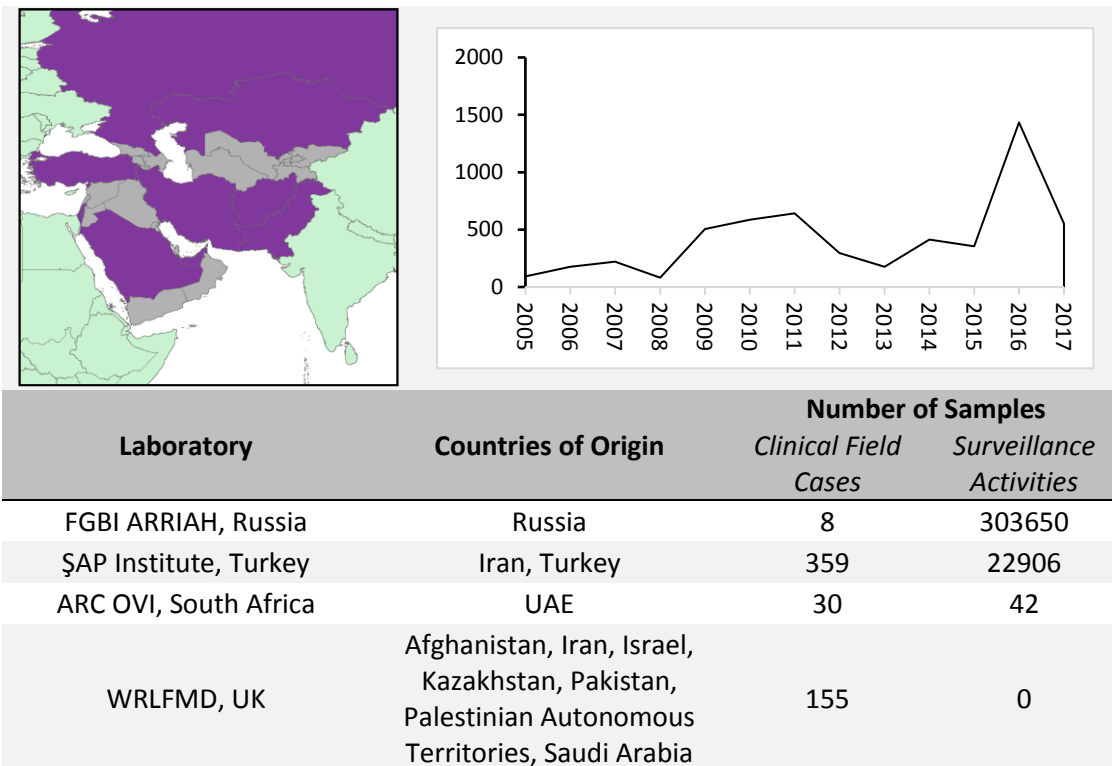 2000
1500
1000
500
0
2005
2006
2007
2008
2009
2010
2011
2012
2013
2014
2015
2016
2017
Number of Samples
Laboratory Countries of Origin Clinical Field Cases Surveillance Activities
FGBI ARRIAH, Russia Russia 8 303650
ŞAP Institute, Turkey Iran, Turkey 359 22906
ARC OVI, South Africa UAE 30 42
Afghanistan, Iran, Israel,
Kazakhstan, Pakistan,
WRLFMD, UK 155 0
Palestinian Autonomous
Territories, Saudi Arabia